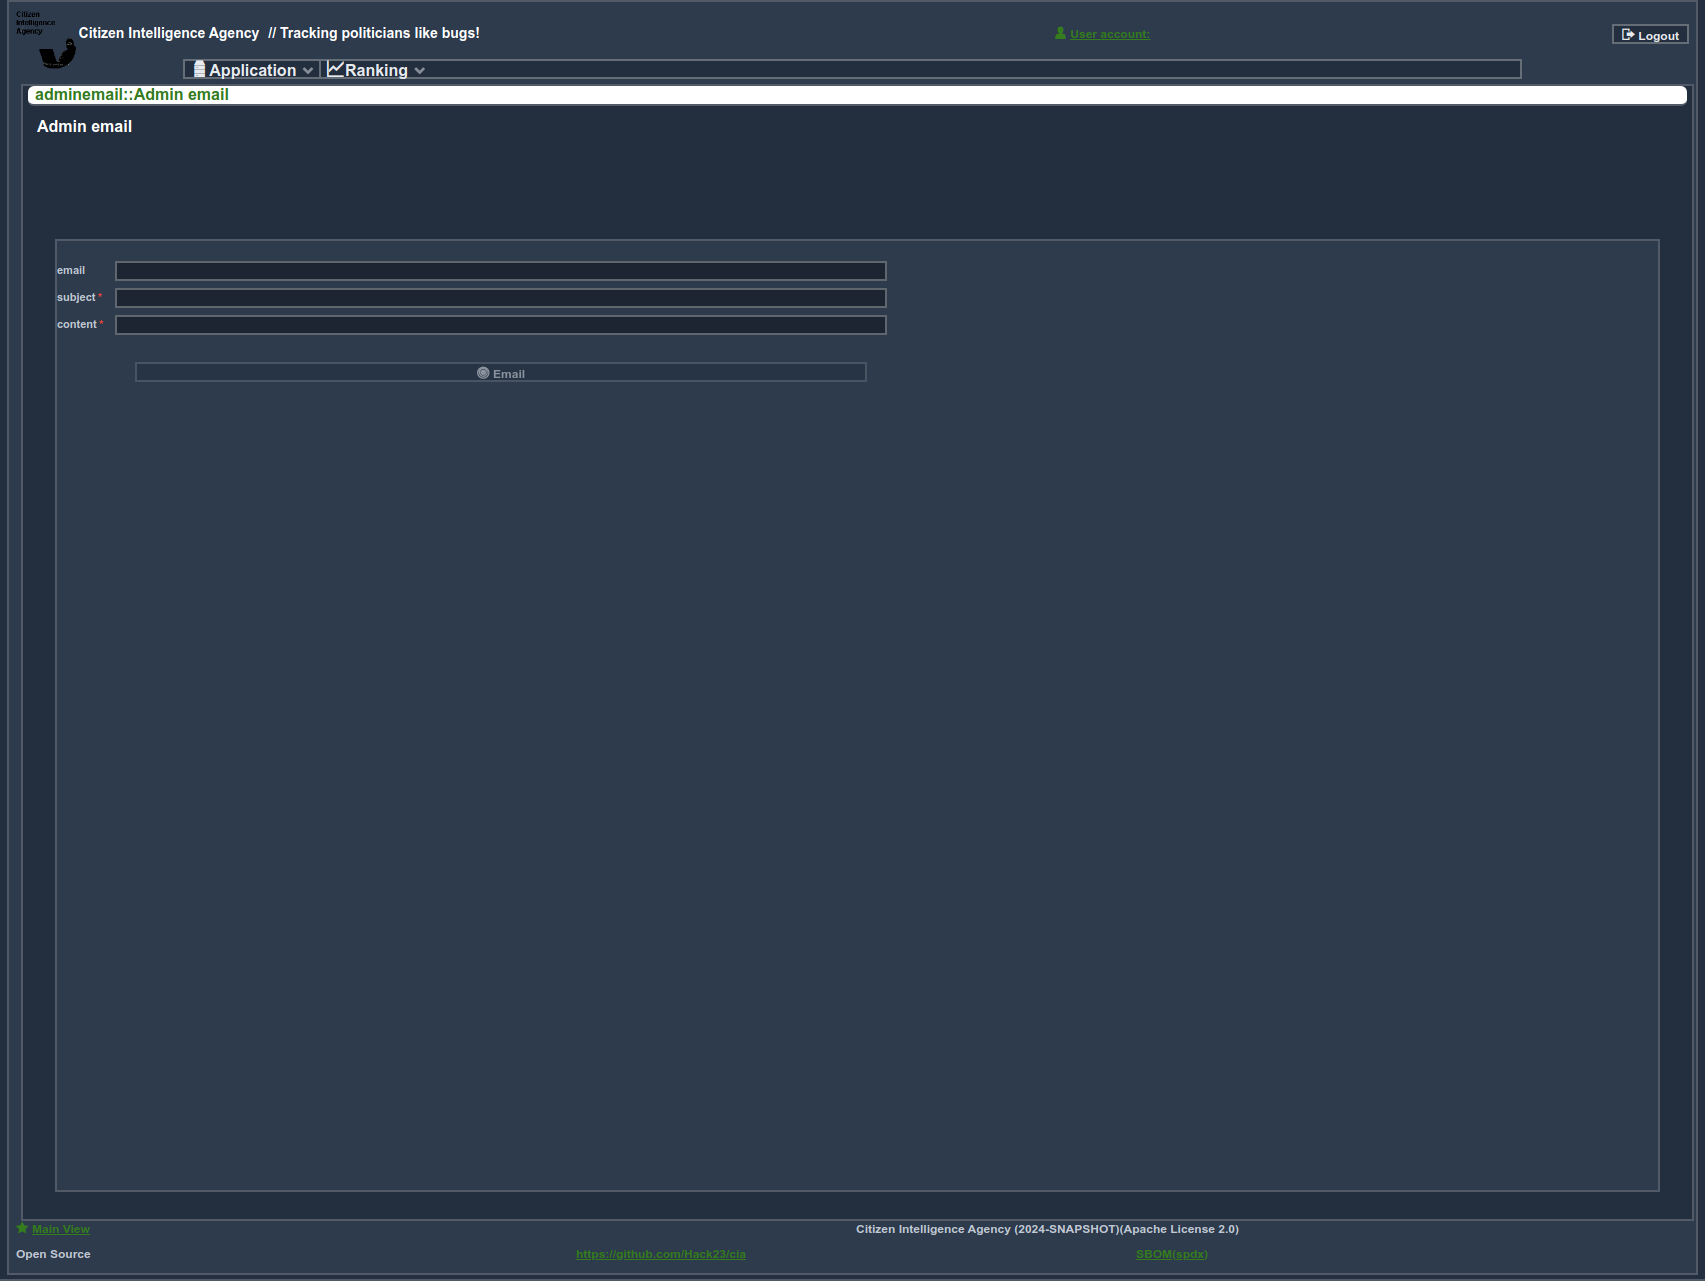 Citizen
Intelligence
Agency
Citizen Intelligence Agency // Tracking politicians like bugs!
User account:
Logout
Application
Ranking
adminemail::Admin email
Admin email
email
subject *
content *
Email
Main View
Citizen Intelligence Agency (2024-SNAPSHOT)(Apache License 2.0)
Open Source
https://github.com/Hack23/cia
SBOM(spdx)